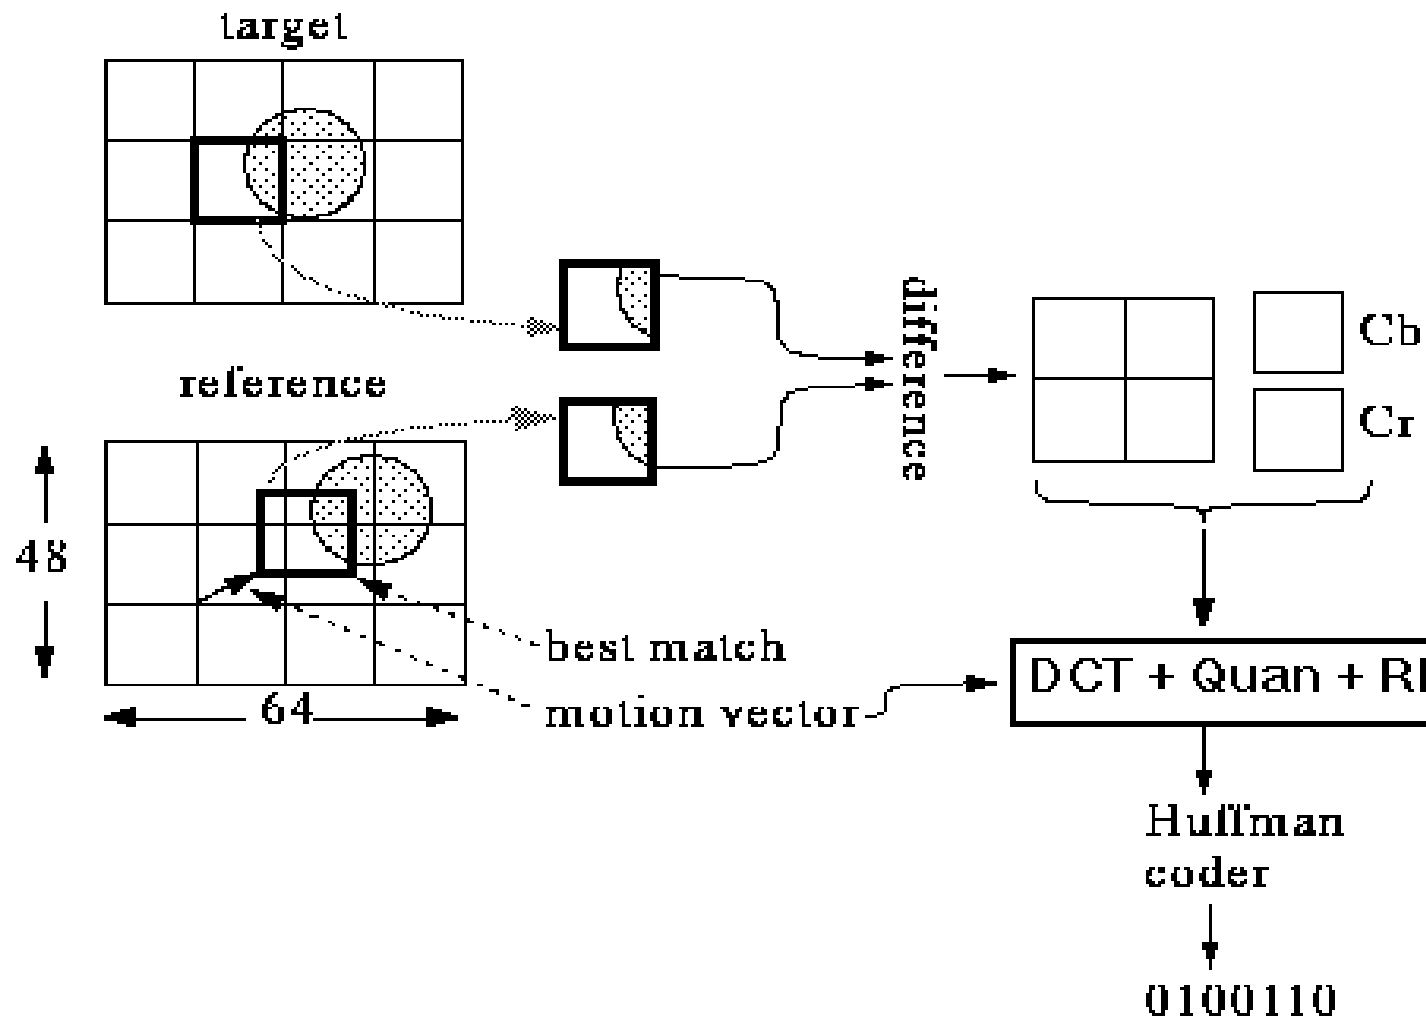 target
reference
48
64
best match
motion vector
difference
Cb
Cr
DCT + Quan + Rl
Huffman
coder
0100110